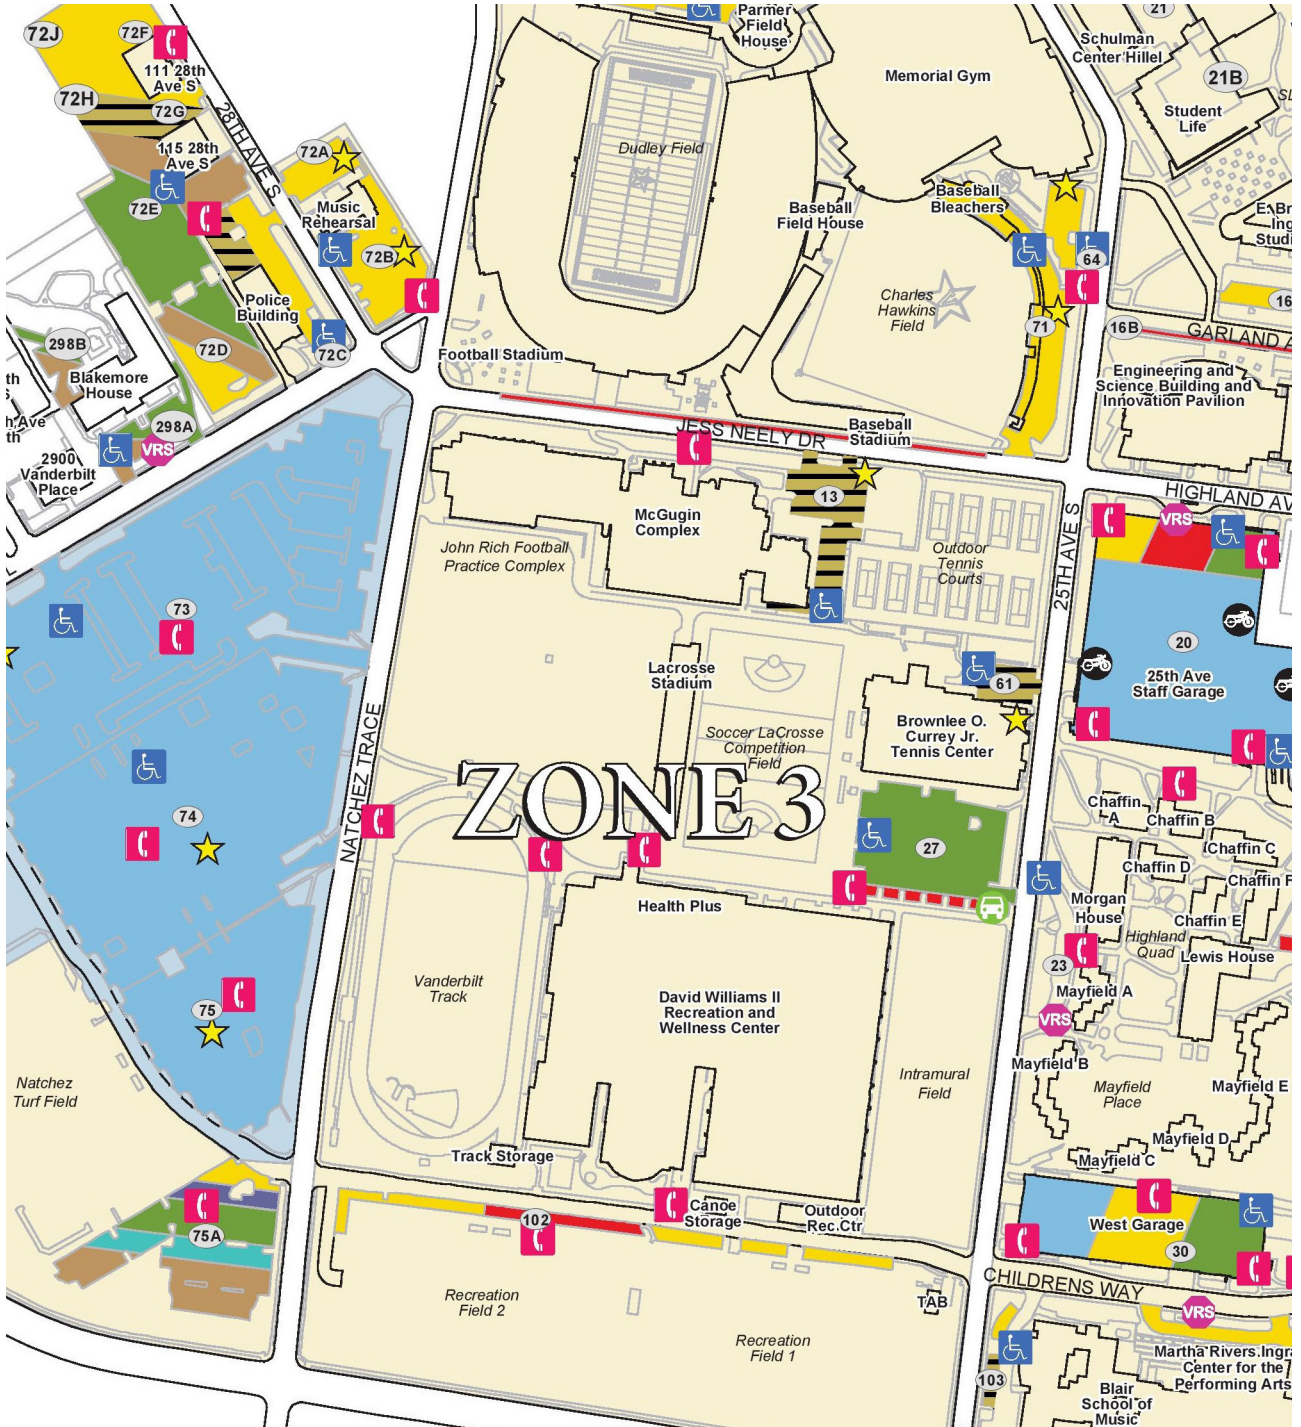 72J
72F
111 28th
Ave S
72H
72G
28TH AVE S
115 28th
Ave S
72E
72A
Music
Rehearsal
72B
Police
Building
72C
72D
298B
Blakemore
House
298A
VRS
2900
Vanderbilt
Place
th
h Ave
th
Parmer
Field
House
Memorial Gym
Dudley Field
Baseball
Field House
Baseball
Bleachers
Charles
Hawkins
Field
64
71
21
Schulman
Center Hillel
21B
Student
Life
16
16B
GARLAND A
Engineering and
Science Building and
Innovation Pavilion
Football Stadium
JESS NEELY DR
Baseball
Stadium
HIGHLAND AV
McGugin
Complex
13
John Rich Football
Practice Complex
Outdoor
Tennis
Courts
25TH AVE S
VRS
20
25th Ave
Staff Garage
73
Lacrosse
Stadium
61
Brownlee O.
Currey Jr.
Tennis Center
Soccer LaCrosse
Competition
Field
NATCHEZ TRACE
ZONE 3
74
27
Chaffin
A
Chaffin B
Chaffin C
Chaffin D
Chaffin F
Chaffin E
Morgan
House
Highland
Quad
Lewis House
Health Plus
23
Mayfield A
VRS
Vanderbilt
Track
David Williams II
Recreation and
Wellness Center
75
Mayfield B
Intramural
Field
Mayfield
Place
Mayfield E
Natchez
Turf Field
Mayfield D
Mayfield C
Track Storage
75A
102
Canoe
Storage
Outdoor
Rec.Ctr
West Garage
30
CHILDRENS WAY
Recreation
Field 2
TAB
VRS
Recreation
Field 1
103
Martha Rivers Ingra
Center for the
Performing Arts
Blair
School of
Music